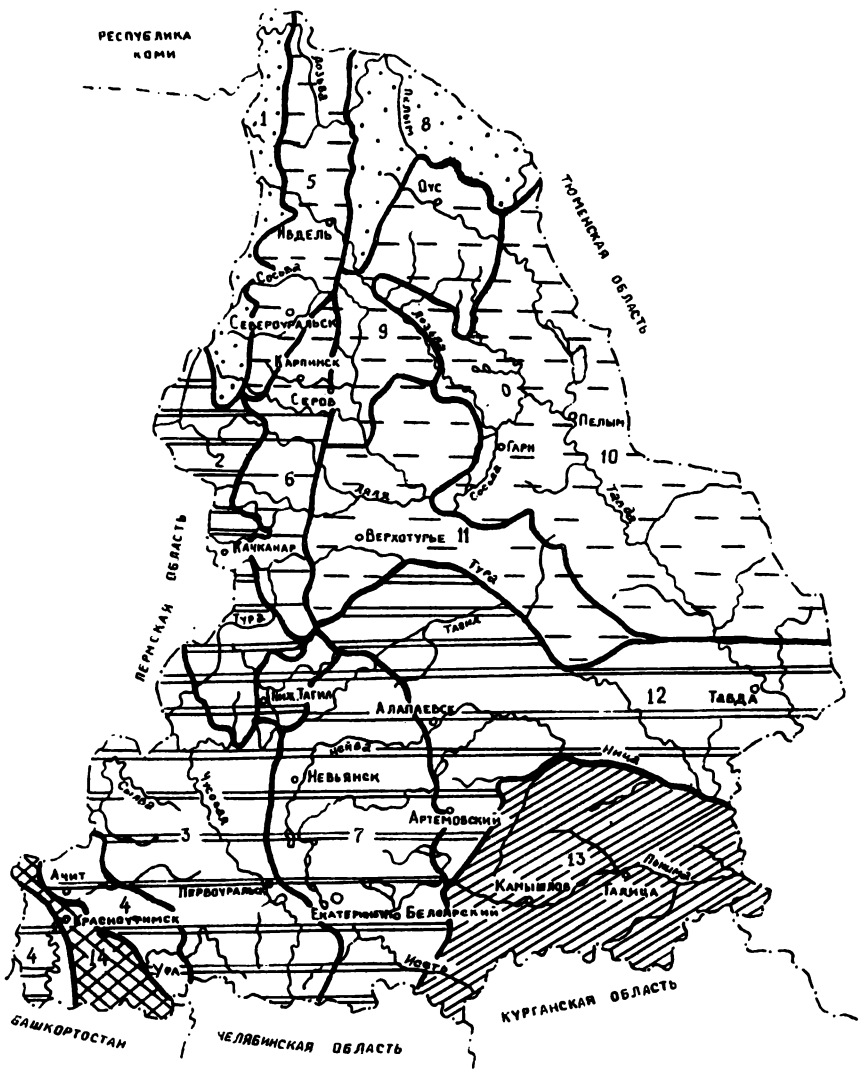 РЕСПУБЛИКА
КОМИ
ЛОЗЬВА
ПЕЛЫМ
1
8
5
ОУС
ТЮМЕНСКАЯ ОБЛАСТЬ
ИВДЕЛЬ
СОСЬВА
СЕВЕРОУРАЛЬСК
9
ЛОЗЬВА
КАРПИНСК
СЕРОВ
ПЕЛЫМ
2
ГАРИ
10
6
ЛЯЛЯ
СОСЬВА
ТАВДА
КАЧКАНАР
ВЕРХОТУРЬЕ
11
ПЕРМСКАЯ ОБЛАСТЬ
ТУРА
ТУРА
ТАГИЛ
НИЖ. ТАГИЛ
12
ТАВДА
АЛАПАЕВСК
НЕЙВА
НИЦА
НЕВЬЯНСК
СЫЛВА
ЧУСОВАЯ
АРТЕМОВСКИЙ
3
7
13
ПЫШМА
АЧИТ
ПЕРВОУРАЛЬСК
КАМЫШЛОВ
ТАЛИЦА
4
ЕКАТЕРИНБУРГ
БЕЛОЯРСКИЙ
КРАСНОУФИМСК
4
14
УФА
ИСЕТЬ
КУРГАНСКАЯ ОБЛАСТЬ
БАШКОРТОСТАН
ЧЕЛЯБИНСКАЯ ОБЛАСТЬ